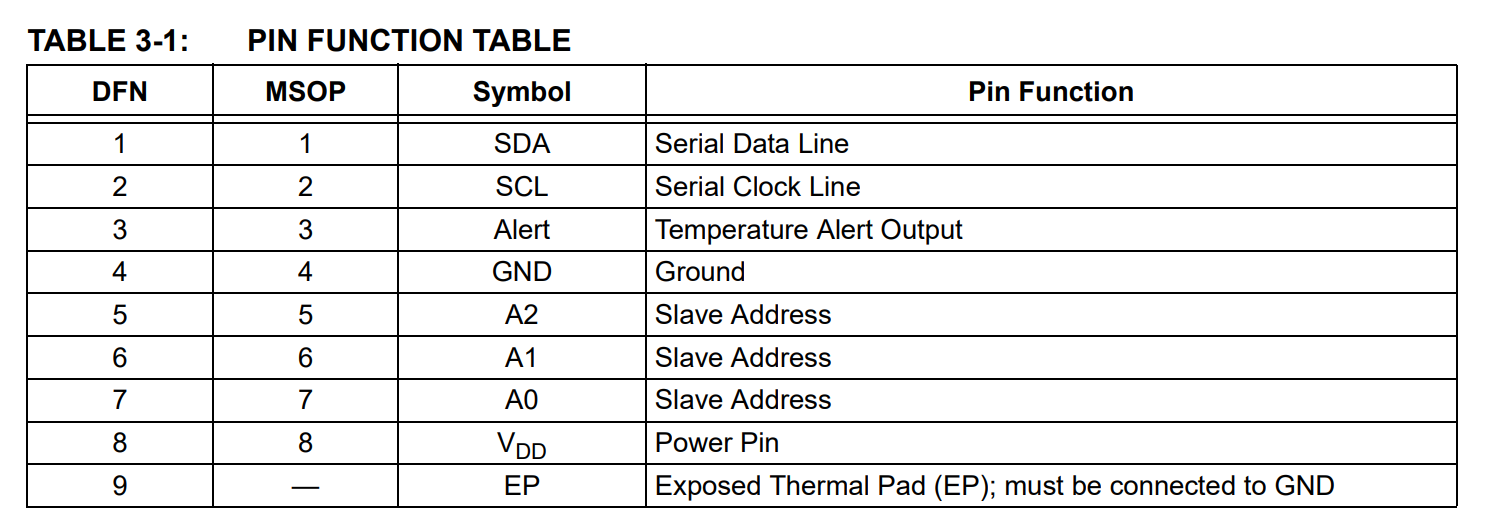 TABLE 3-1: PIN FUNCTION TABLE
DFN MSOP Symbol Pin Function
1 1 SDA Serial Data Line
2 2 SCL Serial Clock Line
3 3 Alert Temperature Alert Output
4 4 GND Ground
5 5 A2 Slave Address
6 6 A1 Slave Address
7 7 A0 Slave Address
8 8 VDD Power Pin
9 — EP Exposed Thermal Pad (EP); must be connected to GND